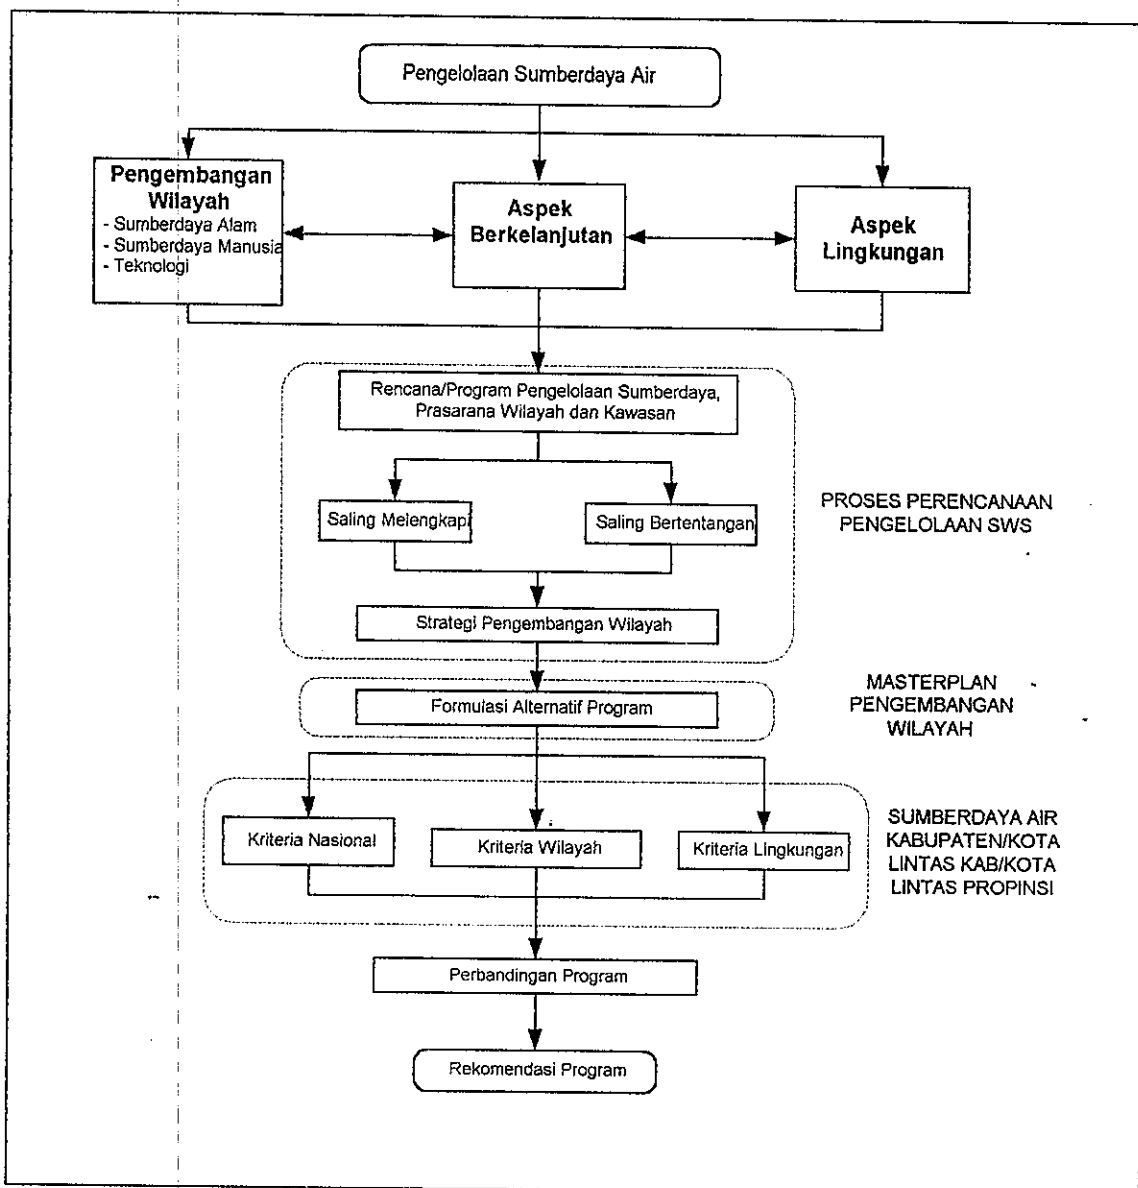 Pengelolaan Sumberdaya Air
Pengembangan
Wilayah
- Sumberdaya Alam
- Sumberdaya Manusia
- Teknologi
Aspek
Berkelanjutan
Aspek
Lingkungan
Rencana/Program Pengelolaan Sumberdaya,
Prasarana Wilayah dan Kawasan
Saling Melengkapi
Saling Bertentangan
PROSES PERENCANAAN
PENGELOLAAN SWS
Strategi Pengembangan Wilayah
Formulasi Alternatif Program
MASTERPLAN
PENGEMBANGAN
WILAYAH
Kriteria Nasional
Kriteria Wilayah
Kriteria Lingkungan
SUMBERDAYA AIR
KABUPATEN/KOTA
LINTAS KAB/KOTA
LINTAS PROPINSI
Perbandingan Program
Rekomendasi Program